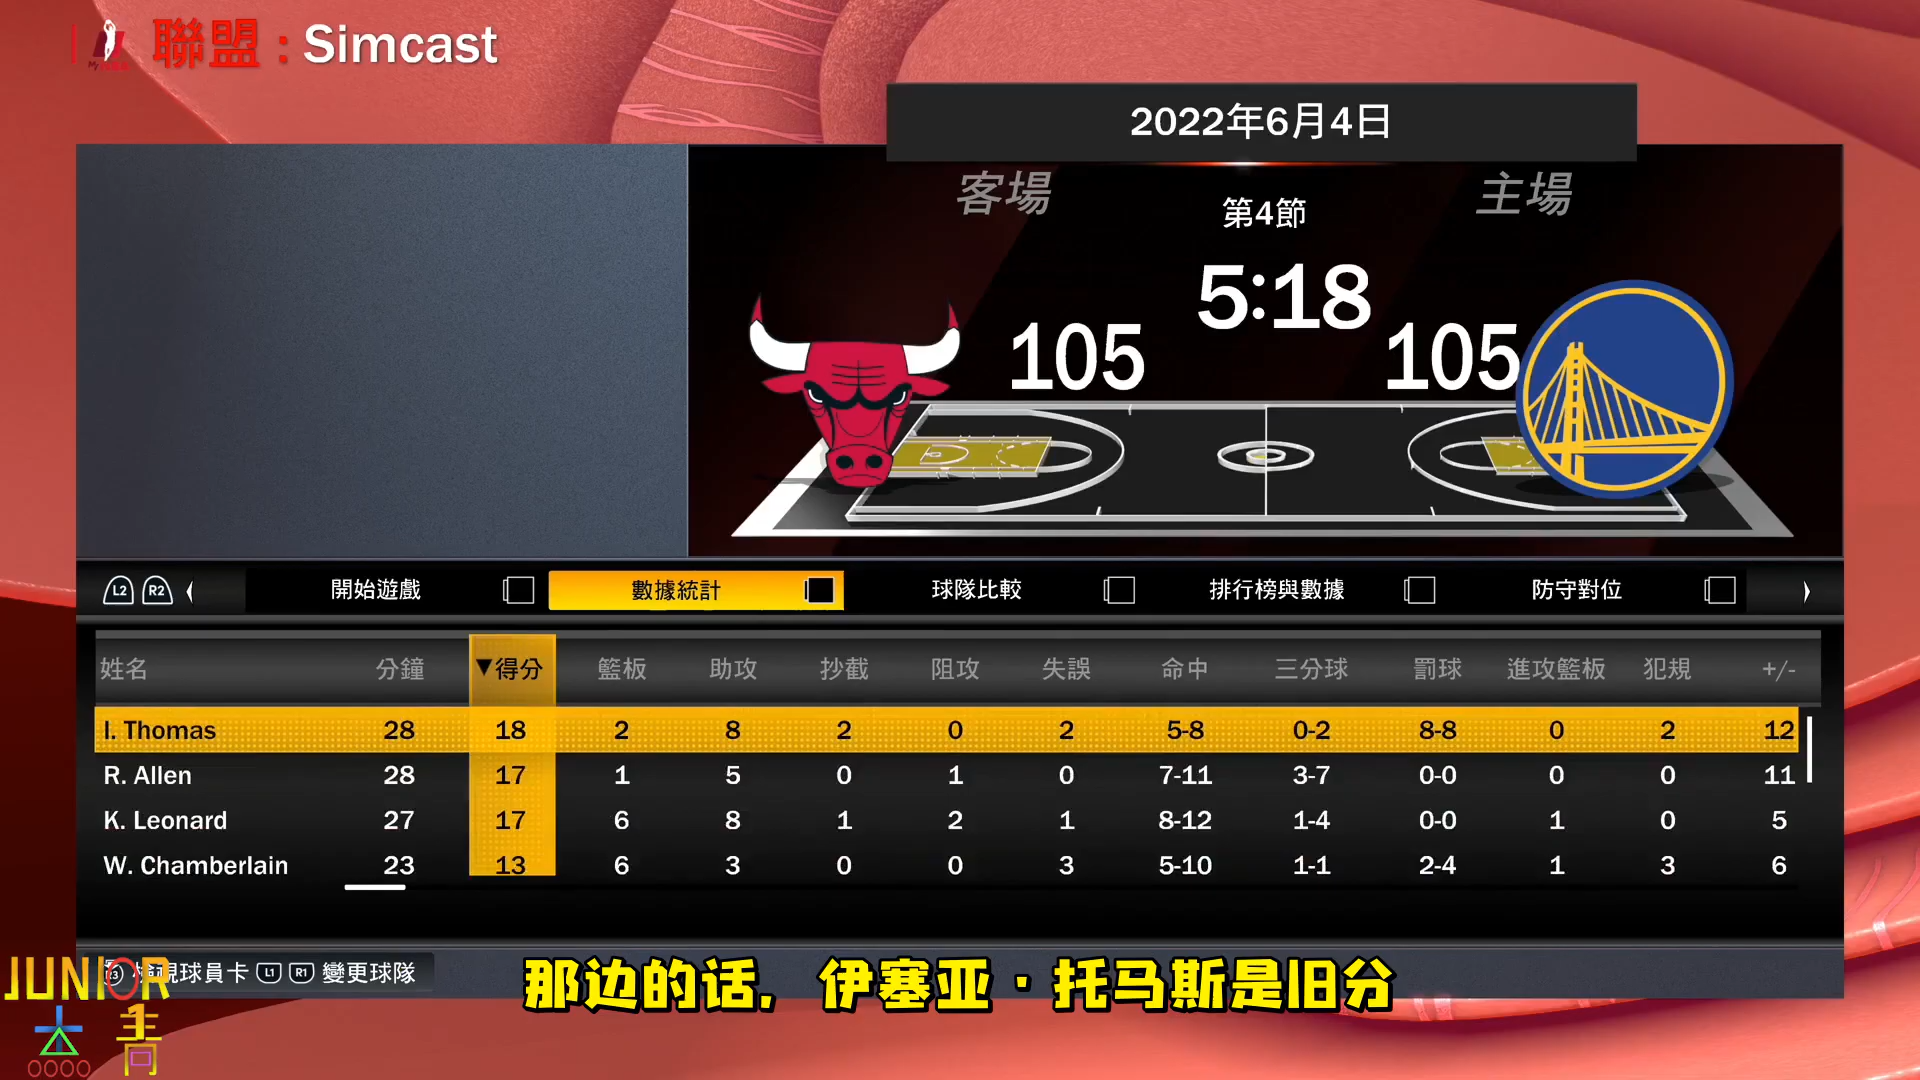 聯盟 : Simcast
2022年6月4日
客場
第4節
主場
5:18
105
105
L2 R2 開始遊戲 數據統計 球隊比較 排行榜與數據 防守對位
姓名 分鐘 ▼得分 籃板 助攻 抄截 阻攻 失誤 命中 三分球 罰球 進攻籃板 犯規 +/-
I. Thomas 28 18 2 8 2 0 2 5-8 0-2 8-8 0 2 12
R. Allen 28 17 1 5 0 1 0 7-11 3-7 0-0 0 0 11
K. Leonard 27 17 6 8 1 2 1 8-12 1-4 0-0 1 0 5
W. Chamberlain 23 13 6 3 0 0 3 5-10 1-1 2-4 1 3 6
球員卡 L1 R1 變更球隊
那边的话, 伊塞亚·托马斯是旧分
JUNIOR